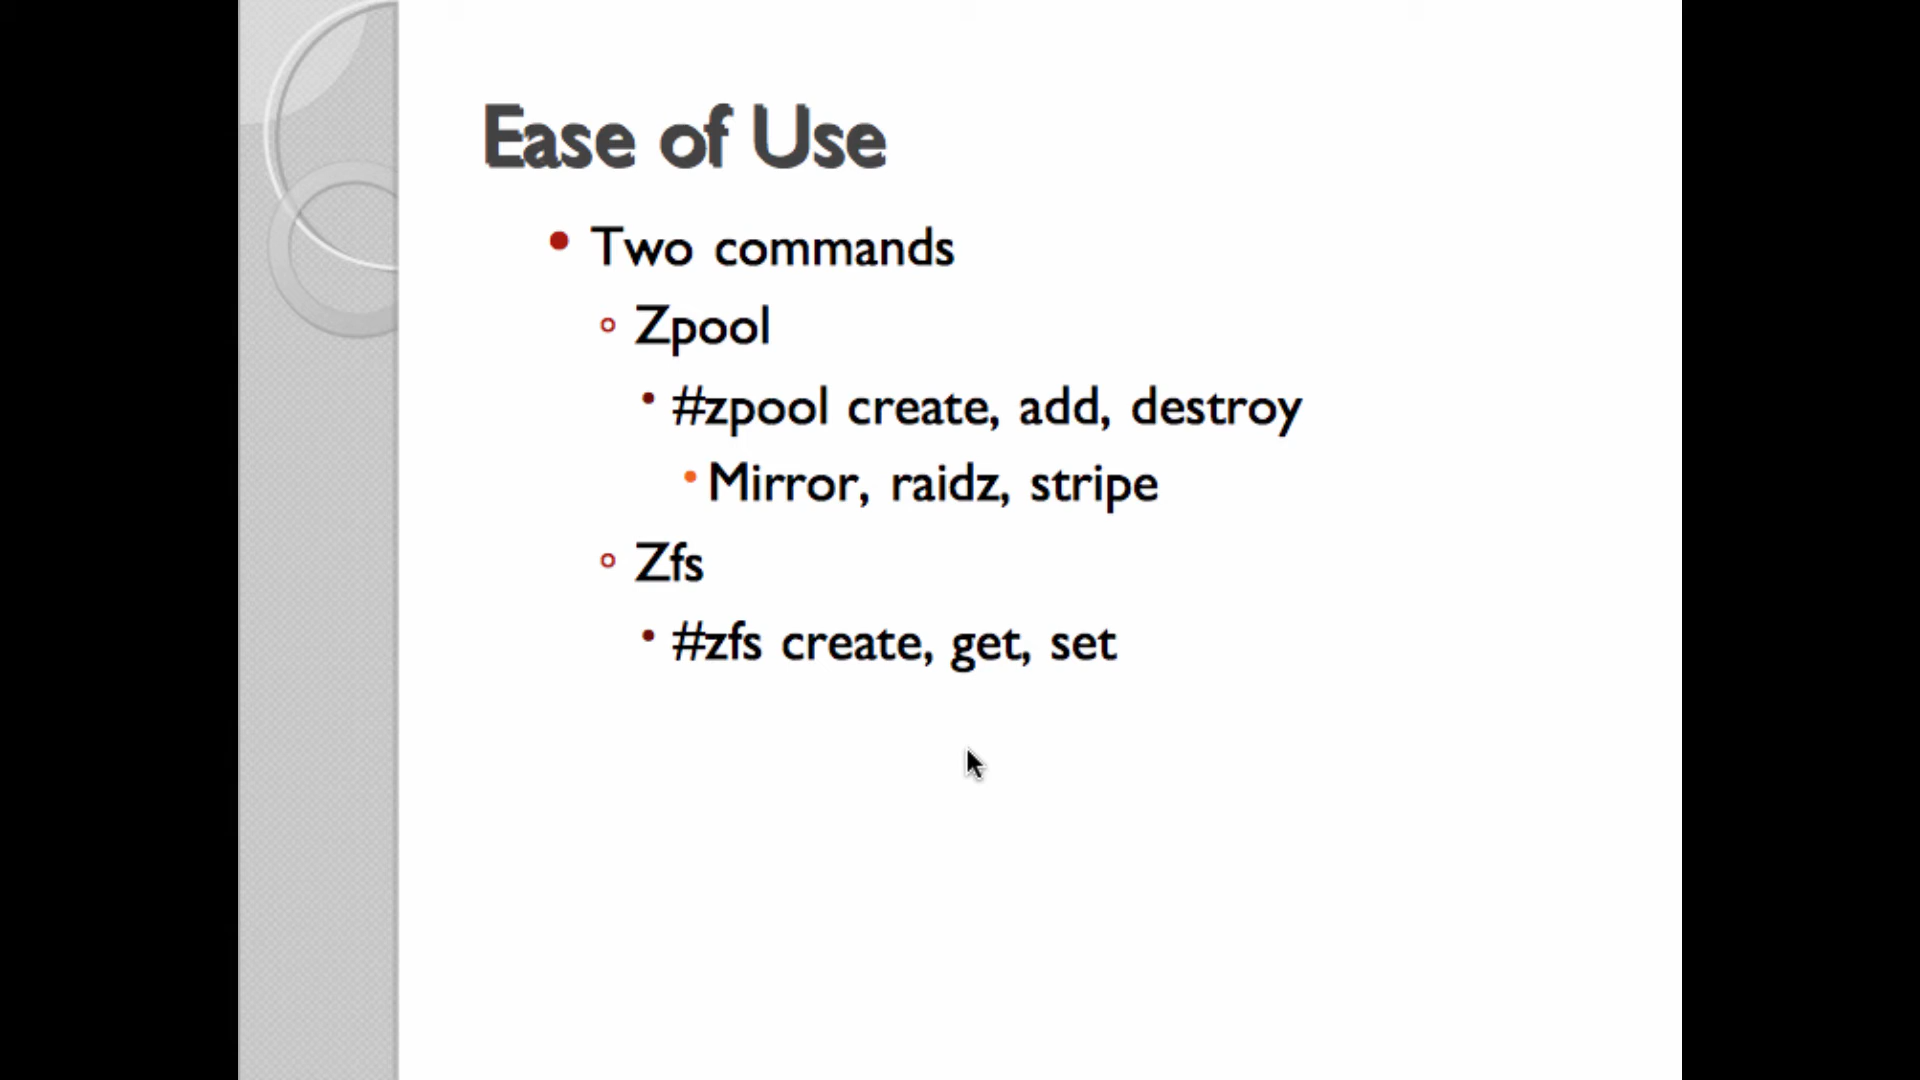 Ease of Use
Two commands
Zpool
#zpool create, add, destroy
Mirror, raidz, stripe
Zfs
#zfs create, get, set